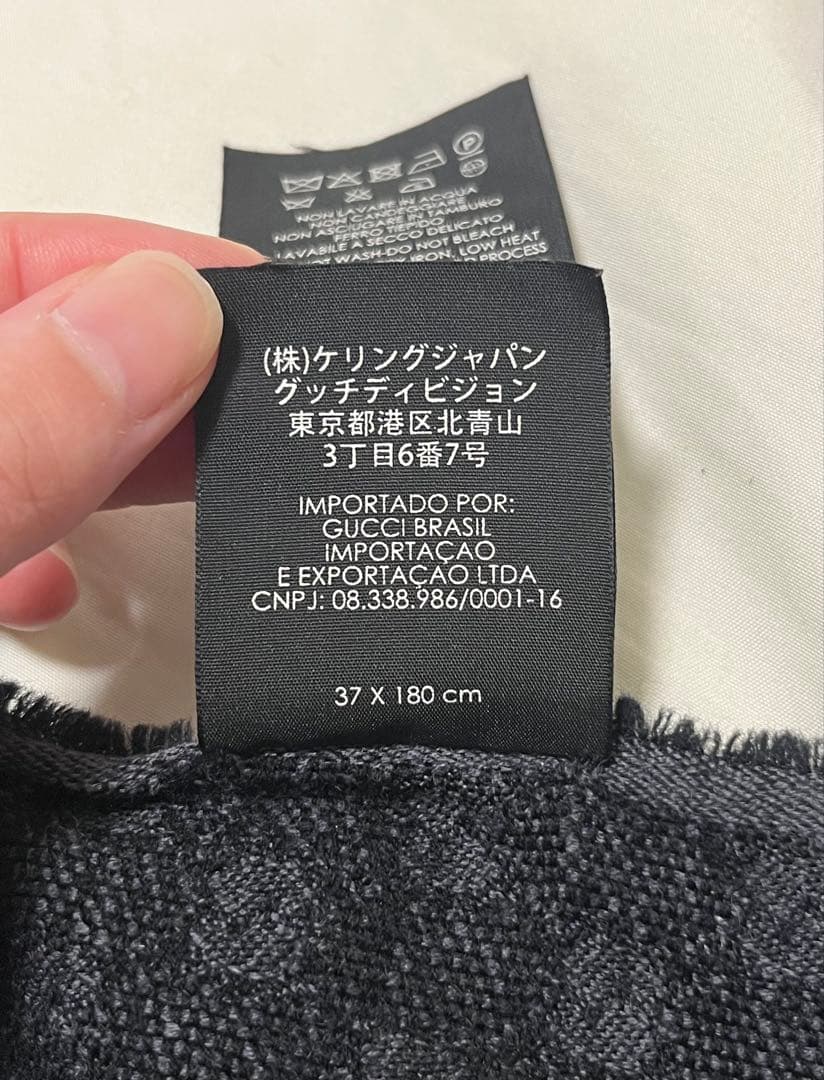 NON LAVARE IN ACQUA
NON CANDEGGIARE
NON ASCIUGARE IN TAMBURO
FERRO TIEPIDO
LAVABILE A SECCO DELICATO
WASH-DO NOT BLEACH
IRON, LOW HEAT
PROCESS
(株)ケリングジャパン
グッチディビジョン
東京都港区北青山
3丁目6番7号
IMPORTADO POR:
GUCCI BRASIL
IMPORTAÇAO
E EXPORTAÇAO LTDA
CNPJ: 08.338.986/0001-16
37 X 180 cm